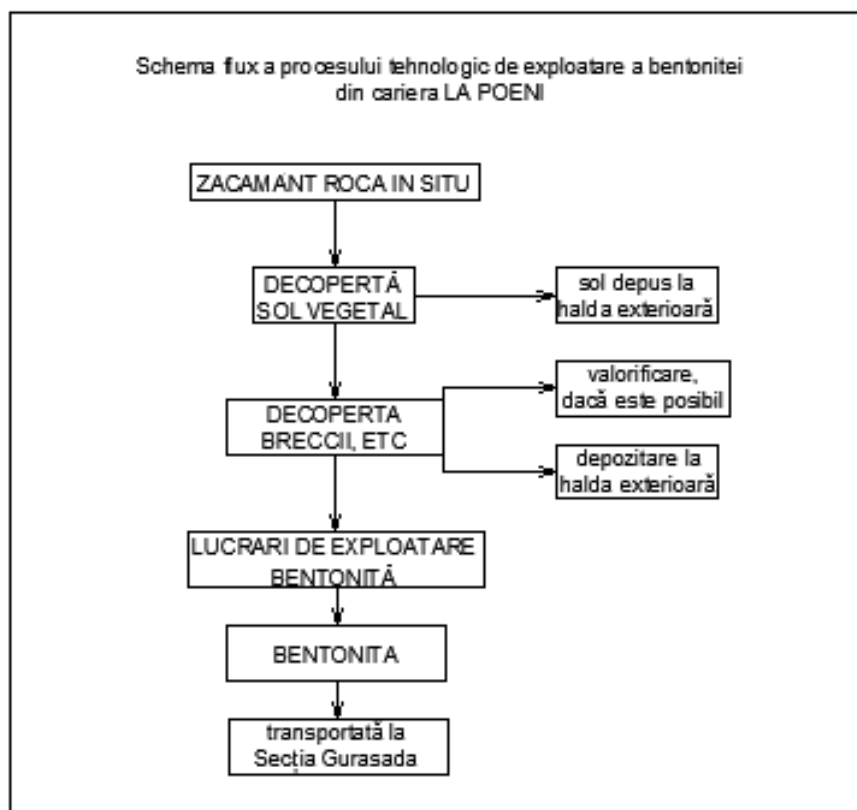 Schema flux a procesului tehnologic de exploatare a bentonitei
din cariera LA POENI
ZACAMANT ROCA IN SITU
DECOPERTĂ
SOL VEGETAL
sol depus la
halda exterioară
valorificare,
dacă este posibil
DECOPERTA
BRECCII, ETC
depozitare la
halda exterioară
LUCRARI DE EXPLOATARE
BENTONITĂ
BENTONITA
transportată la
Secția Gurasada